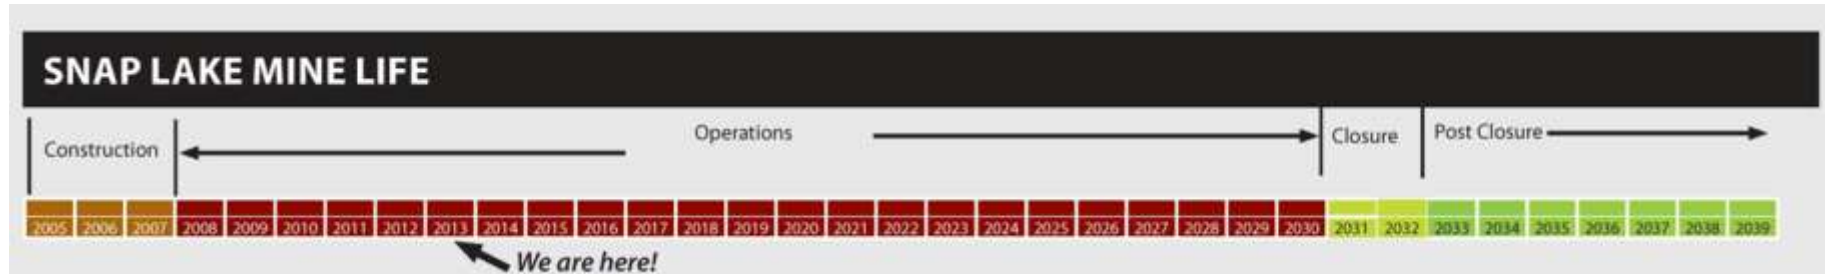 SNAP LAKE MINE LIFE
Construction
Operations
Closure
Post Closure
2005 2006 2007 2008 2009 2010 2011 2012 2013 2014 2015 2016 2017 2018 2019 2020 2021 2022 2023 2024 2025 2026 2027 2028 2029 2030 2031 2032 2033 2034 2035 2036 2037 2038 2039
We are here!